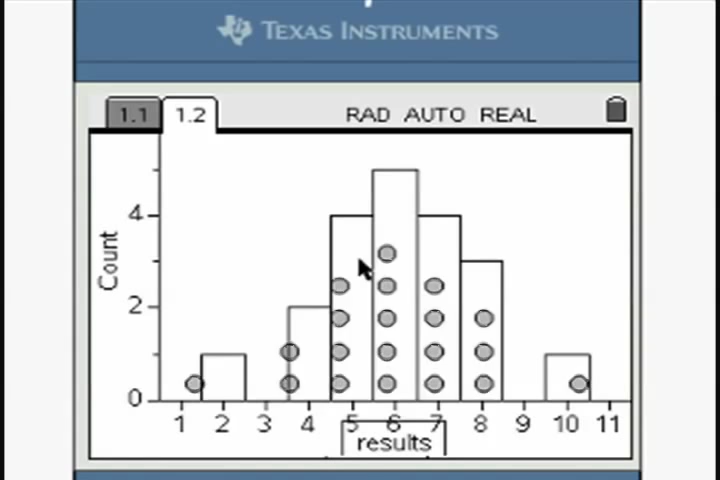 TEXAS INSTRUMENTS
1.1 1.2 RAD AUTO REAL
4
Count
2
0
1 2 3 4 5 6 7 8 9 10 11
results